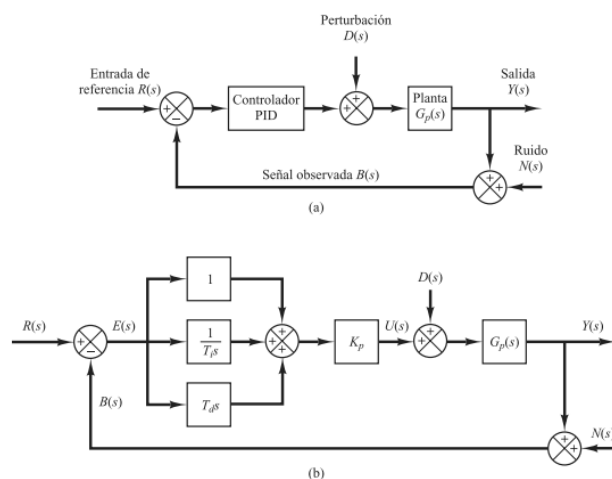 Perturbación
D(s)
Entrada de
referencia R(s)
Controlador
PID
Planta
Gp(s)
Salida
Y(s)
+
−
+
+
Señal observada B(s)
+
+
Ruido
N(s)
(a)
R(s)
+
−
E(s)
1
1
Tis
Tds
+
+
+
Kp
U(s)
D(s)
+
+
Gp(s)
Y(s)
B(s)
+
+
N(s)
(b)